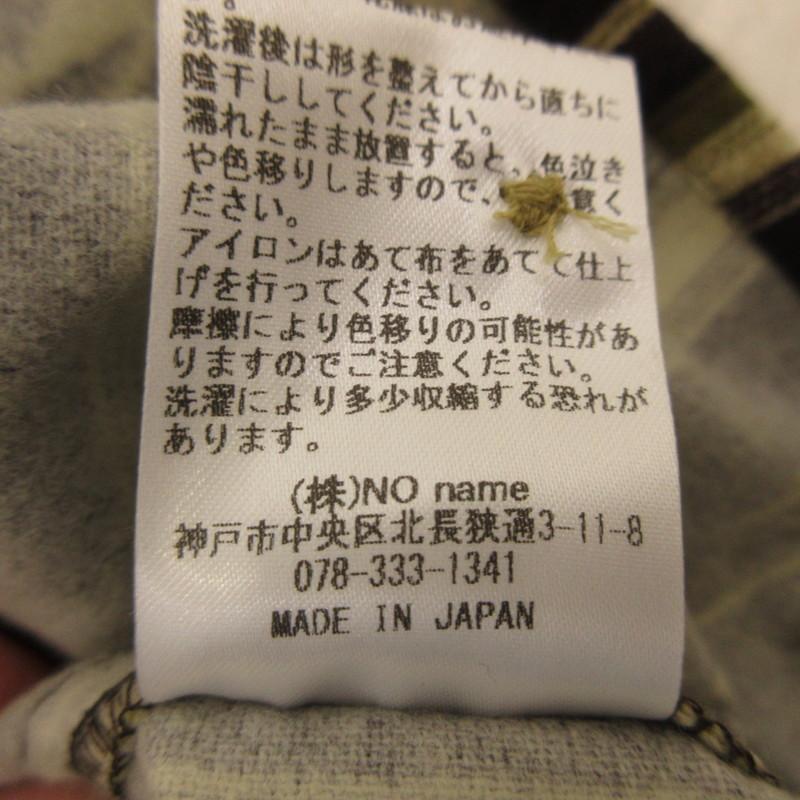 洗濯後は形を整えてから直ちに
陰干ししてください。
濡れたまま放置すると、色泣き
や色移りしますので、意く
ださい。
アイロンはあて布をあてて仕上
げを行ってください。
摩擦により色移りの可能性があ
りますのでご注意ください。
洗濯により多少収縮する恐れが
あります。
(株)NO name
神戸市中央区北長狭通3-11-8
078-333-1341
MADE IN JAPAN